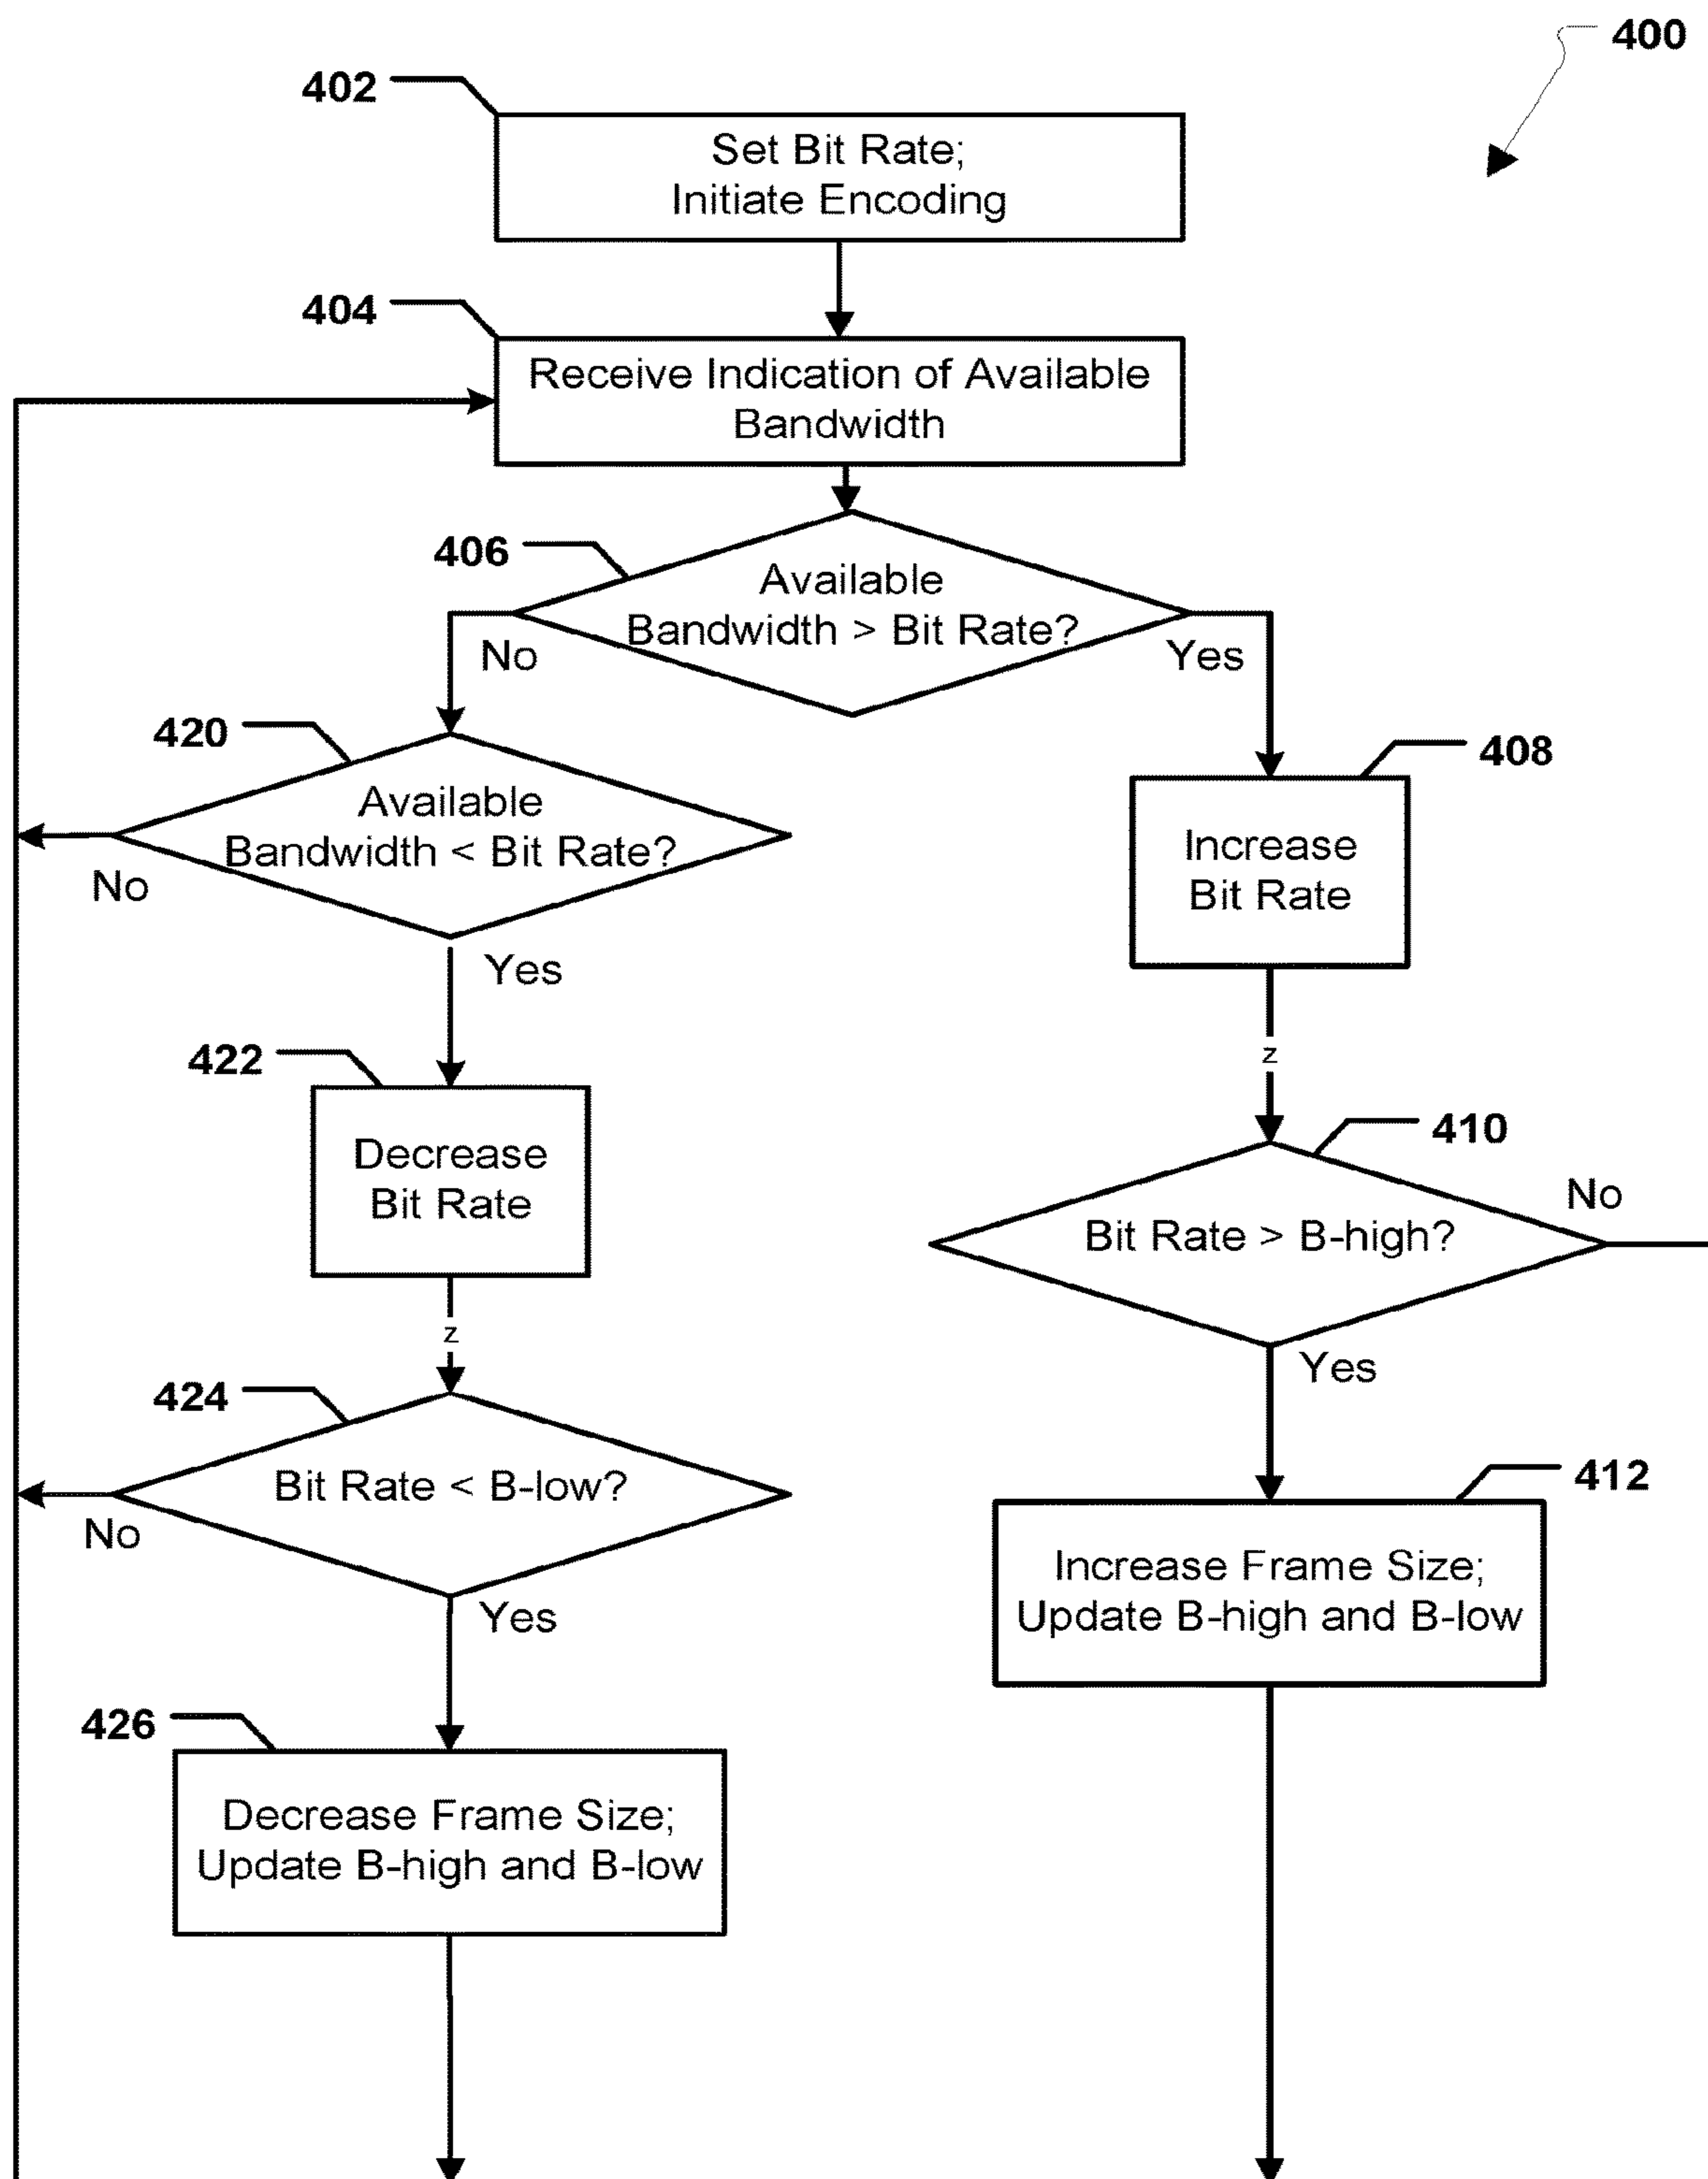 400
402
Set Bit Rate;
Initiate Encoding
404
Receive Indication of Available
Bandwidth
406
Available
Bandwidth > Bit Rate?
No
Yes
420
Available
Bandwidth < Bit Rate?
No
Yes
408
Increase
Bit Rate
z
422
Decrease
Bit Rate
z
410
Bit Rate > B-high?
No
Yes
424
Bit Rate < B-low?
No
Yes
412
Increase Frame Size;
Update B-high and B-low
426
Decrease Frame Size;
Update B-high and B-low